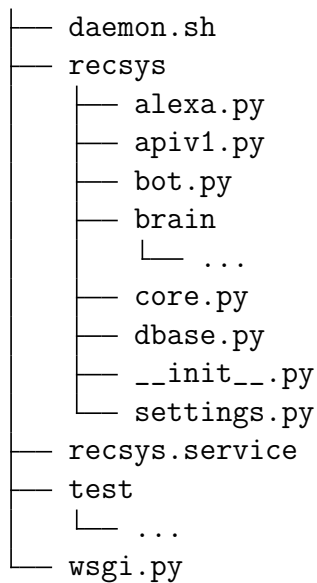 ├── daemon.sh
├── recsys
│   ├── alexa.py
│   ├── apiv1.py
│   ├── bot.py
│   ├── brain
│   │   └── ...
│   ├── core.py
│   ├── dbase.py
│   ├── __init__.py
│   └── settings.py
├── recsys.service
├── test
│   └── ...
└── wsgi.py